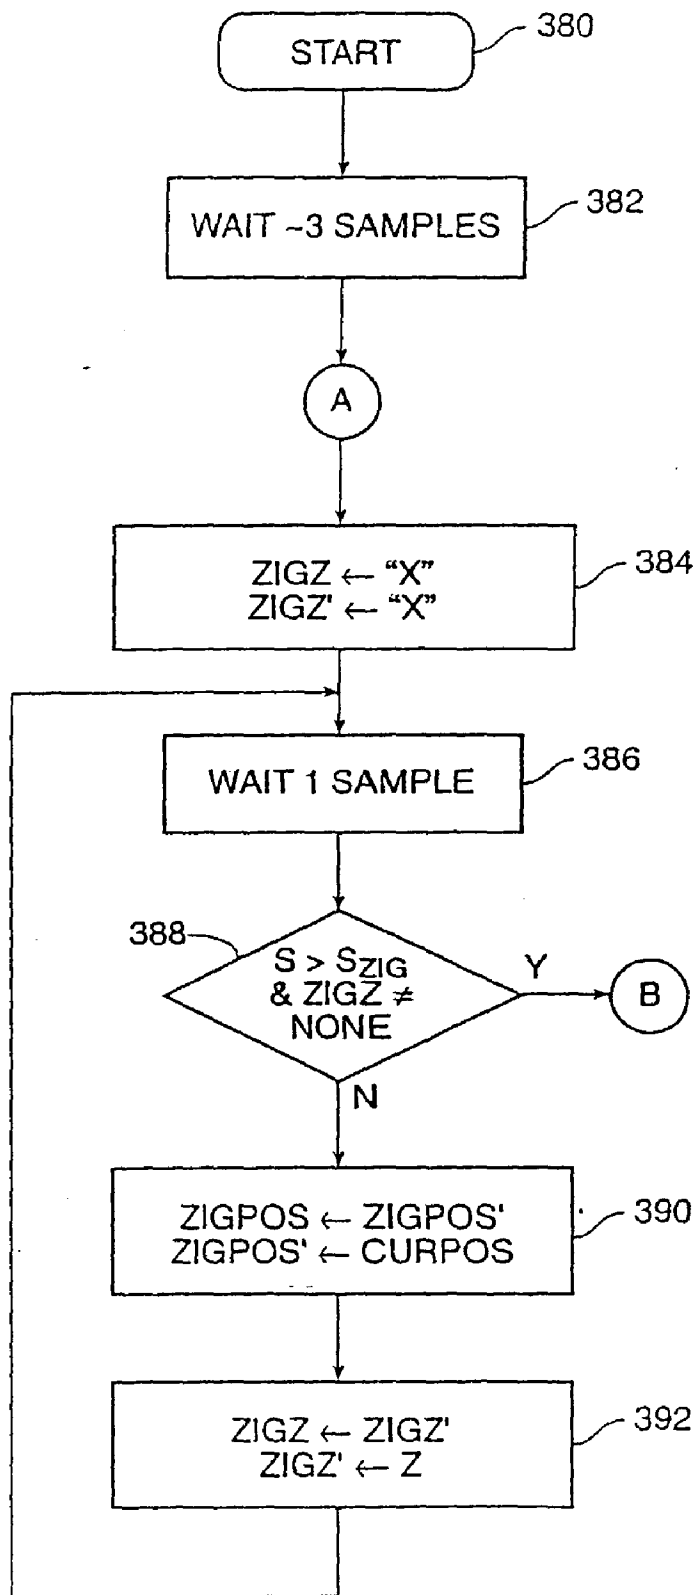 START
380
WAIT ~3 SAMPLES
382
A
ZIGZ ← “X”
ZIGZ' ← “X”
384
WAIT 1 SAMPLE
386
388
S > SZIG
& ZIGZ ≠
NONE
Y
B
N
ZIGPOS ← ZIGPOS'
ZIGPOS' ← CURPOS
390
ZIGZ ← ZIGZ'
ZIGZ' ← Z
392